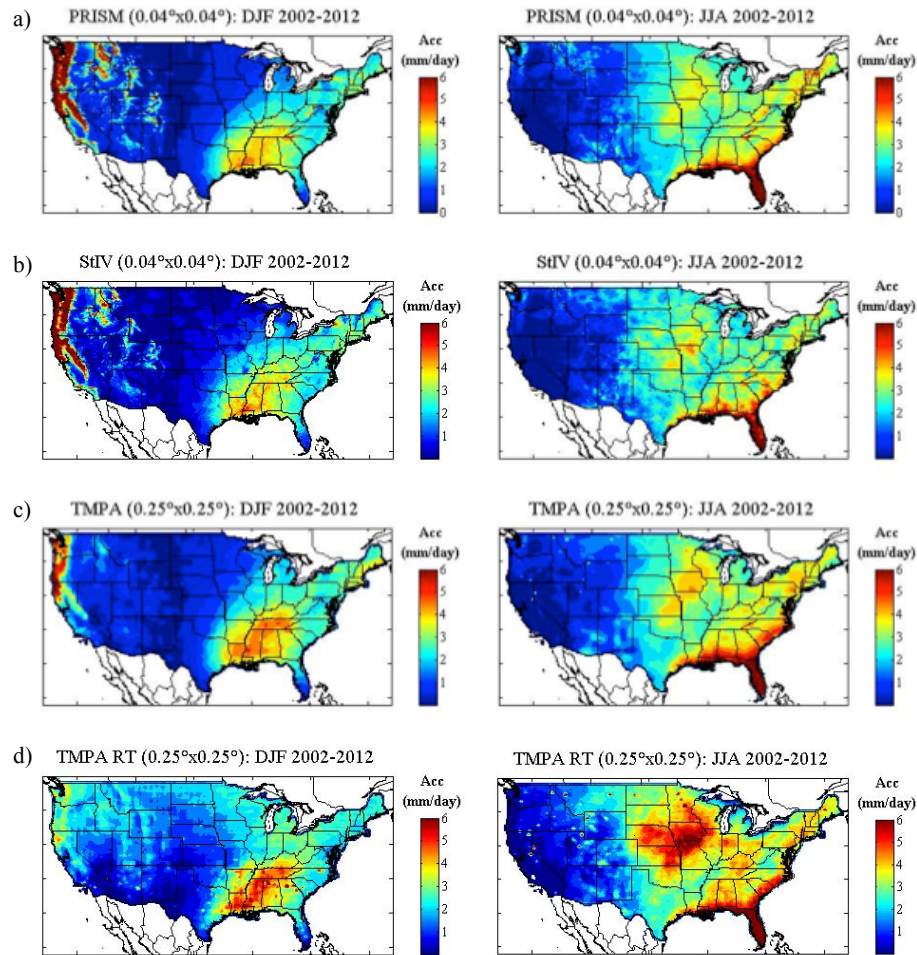 a)
PRISM (0.04°x0.04°): DJF 2002-2012
Acc
(mm/day)
6
5
4
3
2
1
0
PRISM (0.04°x0.04°): JJA 2002-2012
Acc
(mm/day)
6
5
4
3
2
1
0
b)
StIV (0.04°x0.04°): DJF 2002-2012
Acc
(mm/day)
6
5
4
3
2
1
StIV (0.04°x0.04°): JJA 2002-2012
Acc
(mm/day)
6
5
4
3
2
1
c)
TMPA (0.25°x0.25°): DJF 2002-2012
Acc
(mm/day)
6
5
4
3
2
1
TMPA (0.25°x0.25°): JJA 2002-2012
Acc
(mm/day)
6
5
4
3
2
1
d)
TMPA RT (0.25°x0.25°): DJF 2002-2012
Acc
(mm/day)
6
5
4
3
2
1
TMPA RT (0.25°x0.25°): JJA 2002-2012
Acc
(mm/day)
6
5
4
3
2
1